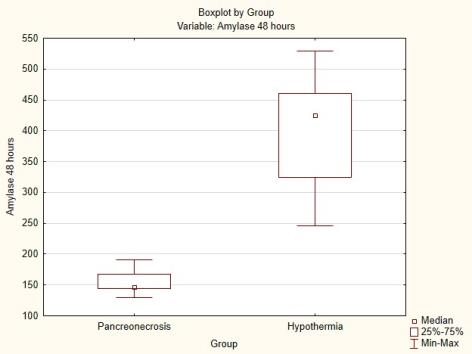 Boxplot by Group
Variable: Amylase 48 hours
550
500
450
400
350
300
250
200
150
100
Amylase 48 hours
Pancreonecrosis Hypothermia
Group
Median
25%-75%
Min-Max